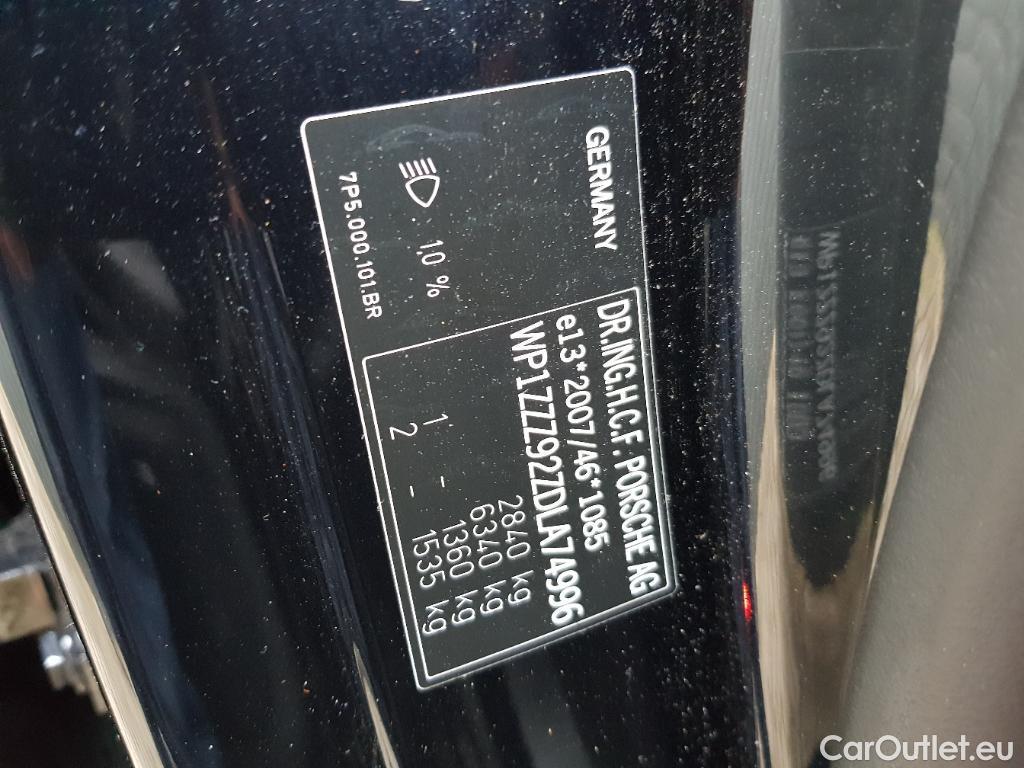 GERMANY
DR.ING.H.C.F. PORSCHE AG
e13*2007/46*1085
WP1ZZZ92ZDLA74996
2840 kg
6340 kg
1 - 1360 kg
2 - 1535 kg
1,0 %
7P5.000.101.BR
CarOutlet.eu